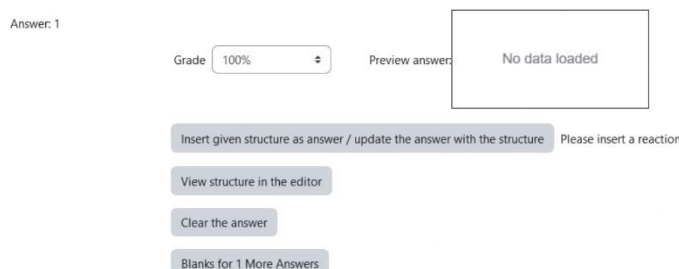 Answer: 1
Grade 100% Preview answer: No data loaded
Insert given structure as answer / update the answer with the structure Please insert a reaction
View structure in the editor
Clear the answer
Blanks for 1 More Answers